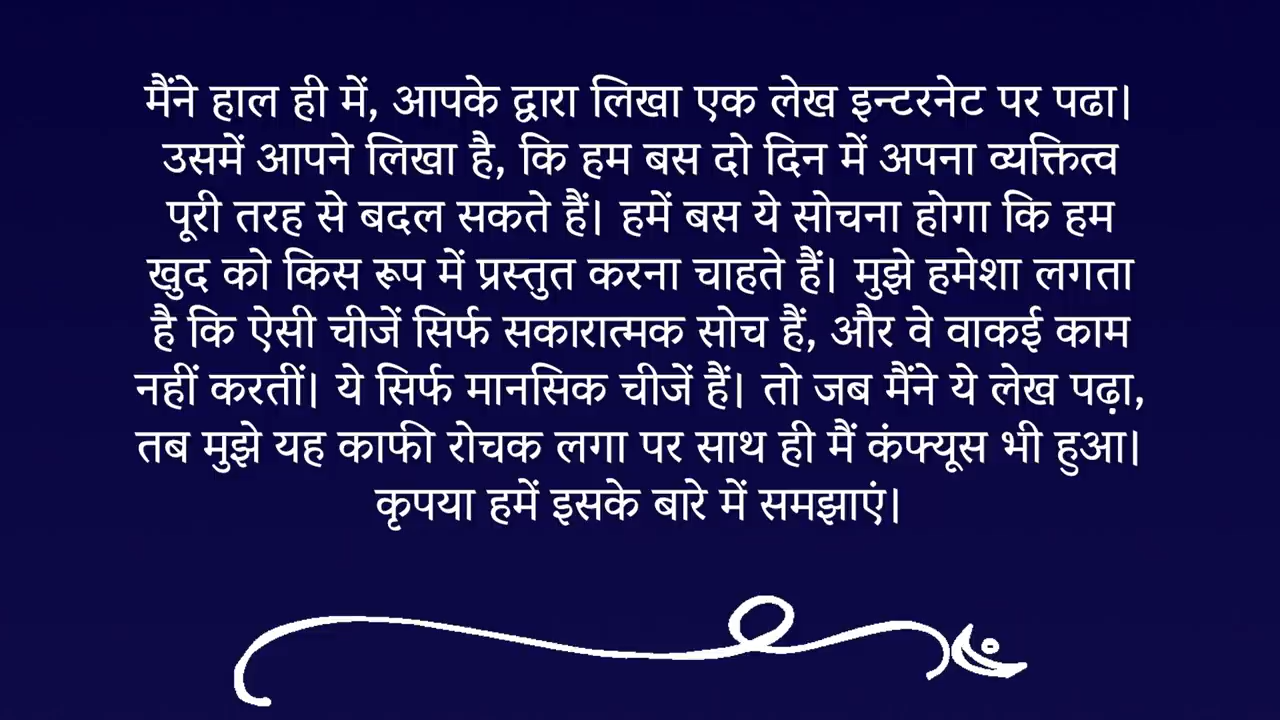 मैंने हाल ही में, आपके द्वारा लिखा एक लेख इन्टरनेट पर पढा।
उसमें आपने लिखा है, कि हम बस दो दिन में अपना व्यक्तित्व
पूरी तरह से बदल सकते हैं। हमें बस ये सोचना होगा कि हम
खुद को किस रूप में प्रस्तुत करना चाहते हैं। मुझे हमेशा लगता
है कि ऐसी चीजें सिर्फ सकारात्मक सोच हैं, और वे वाकई काम
नहीं करतीं। ये सिर्फ मानसिक चीजें हैं। तो जब मैंने ये लेख पढ़ा,
तब मुझे यह काफी रोचक लगा पर साथ ही मैं कंफ्यूस भी हुआ।
कृपया हमें इसके बारे में समझाएं।